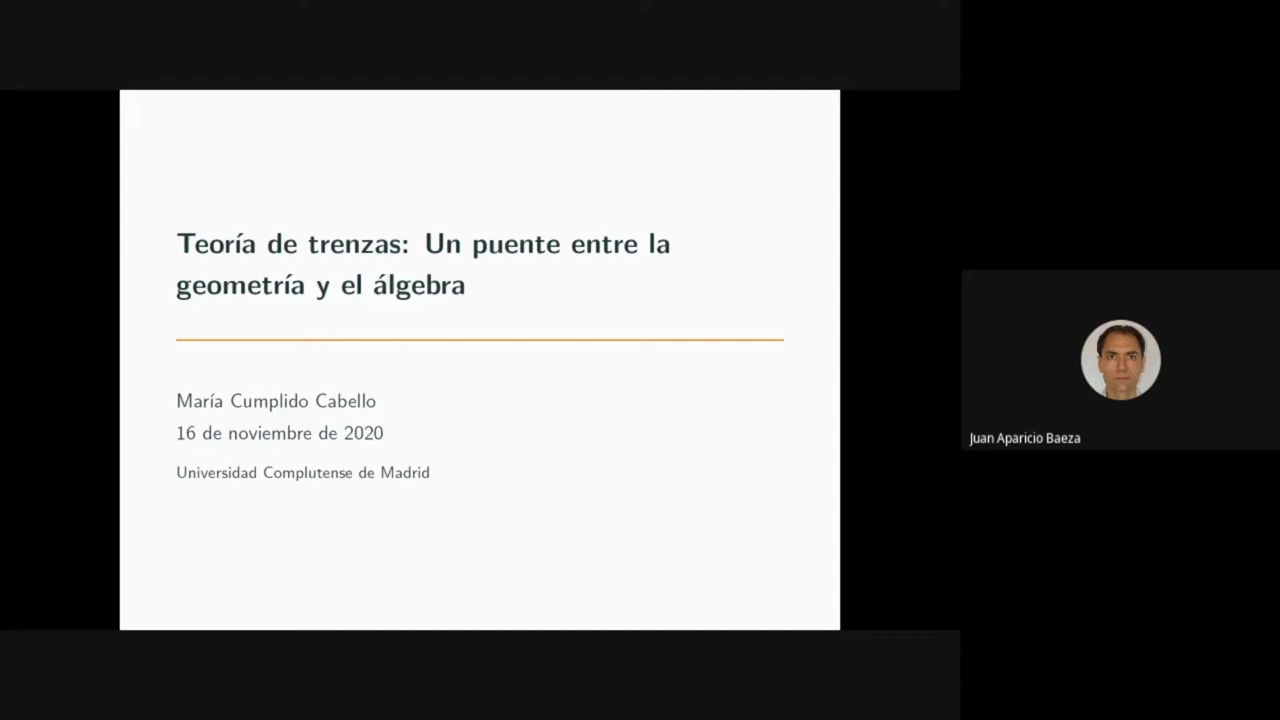 Teoría de trenzas: Un puente entre la
geometría y el álgebra
María Cumplido Cabello
16 de noviembre de 2020
Universidad Complutense de Madrid
Juan Aparicio Baeza